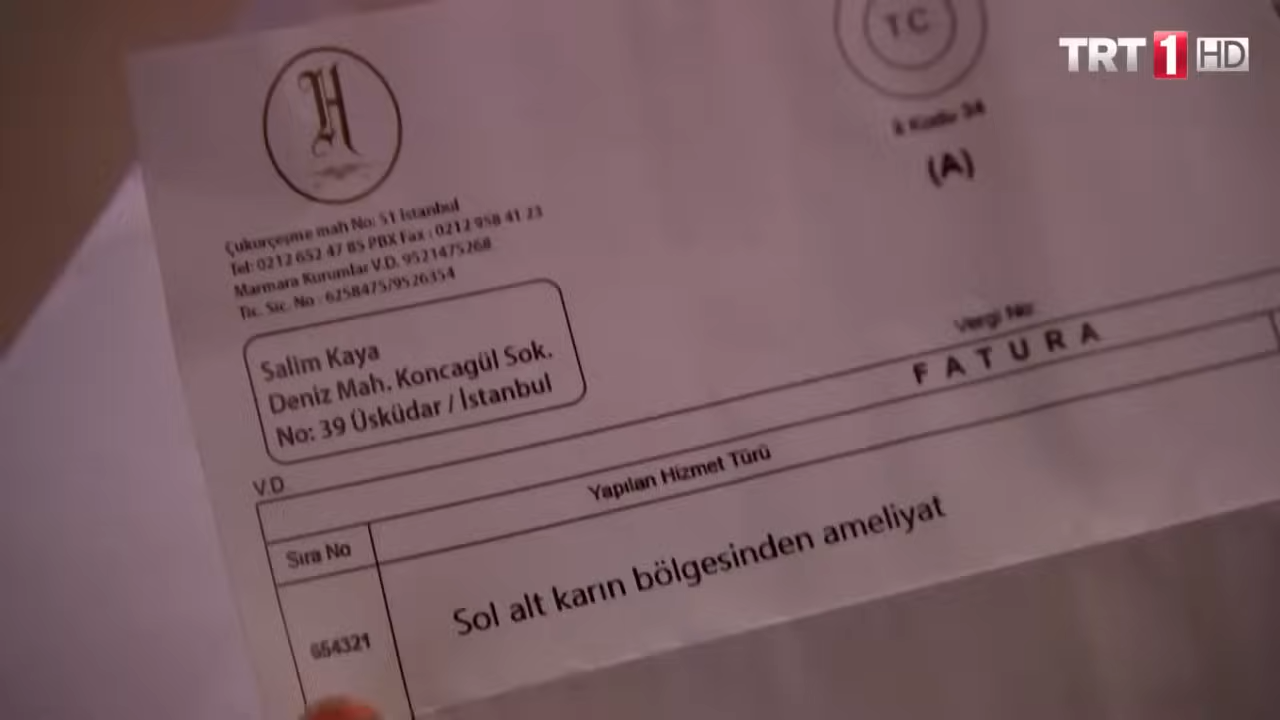 TRT 1 HD
H
T C
(A)
Çukurçeşme mah No: 51 İstanbul
Tel: 0212 652 47 85 PBX Fax : 0212 958 41 23
Marmara Kurumlar V.D. 9521475268
Tic. Sic. No : 6258475/9526354
Salim Kaya
Deniz Mah. Koncagül Sok.
No: 39 Üsküdar / İstanbul
Vergi No:
FATURA
V.D.
Yapılan Hizmet Türü
Sıra No
654321
Sol alt karın bölgesinden ameliyat